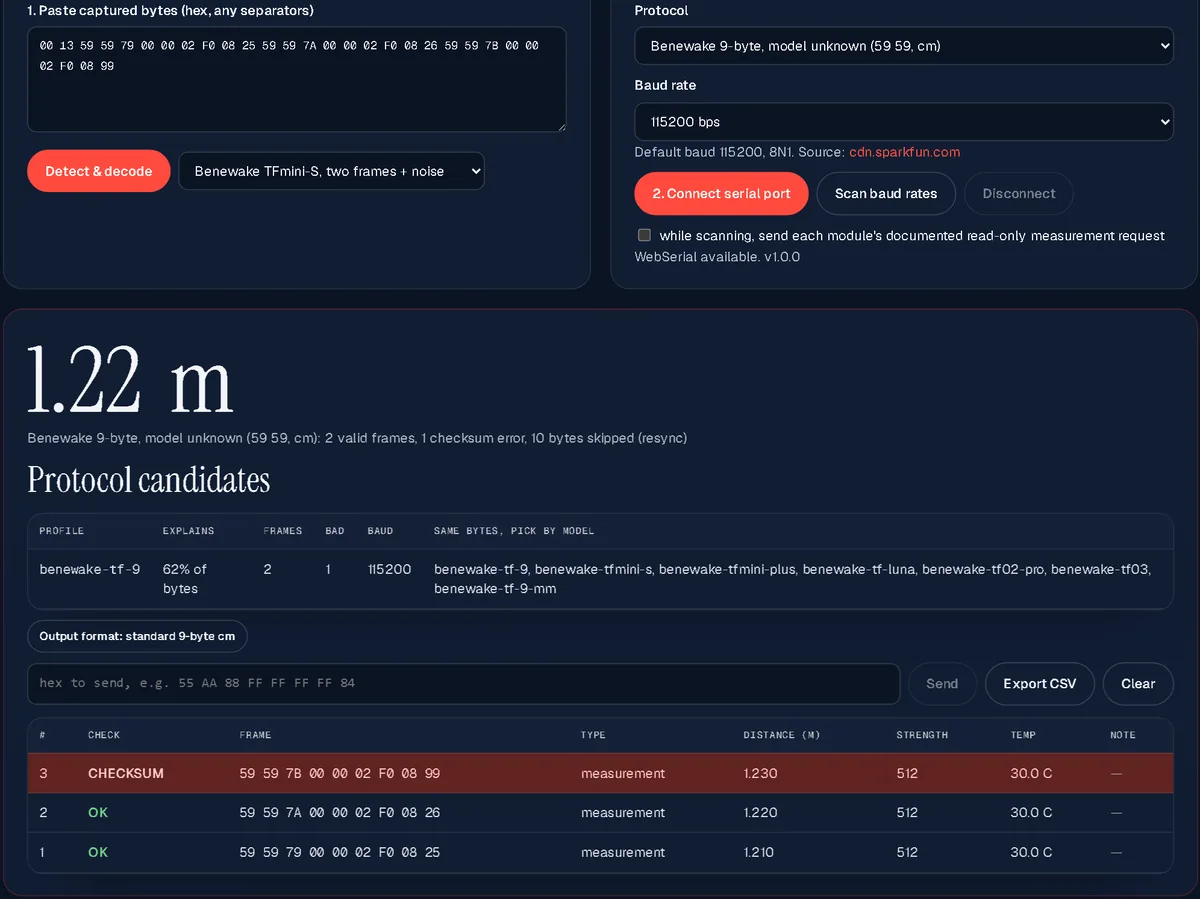 1. Paste captured bytes (hex, any separators)
00 13 59 59 79 00 00 02 F0 08 25 59 59 7A 00 00 02 F0 08 26 59 59 7B 00 00
02 F0 08 99
Detect & decode
Benewake TFmini-S, two frames + noise
Protocol
Benewake 9-byte, model unknown (59 59, cm)
Baud rate
115200 bps
Default baud 115200, 8N1. Source: cdn.sparkfun.com
2. Connect serial port
Scan baud rates
Disconnect
while scanning, send each module's documented read-only measurement request
WebSerial available. v1.0.0
1.22 m
Benewake 9-byte, model unknown (59 59, cm): 2 valid frames, 1 checksum error, 10 bytes skipped (resync)
Protocol candidates
PROFILE EXPLAINS FRAMES BAD BAUD SAME BYTES, PICK BY MODEL
benewake-tf-9 62% of bytes 2 1 115200 benewake-tf-9, benewake-tfmini-s, benewake-tfmini-plus, benewake-tf-luna, benewake-tf02-pro, benewake-tf03,
benewake-tf-9-mm
Output format: standard 9-byte cm
hex to send, e.g. 55 AA 88 FF FF FF FF 84
Send
Export CSV
Clear
# CHECK FRAME TYPE DISTANCE (M) STRENGTH TEMP NOTE
3 CHECKSUM 59 59 7B 00 00 02 F0 08 99 measurement 1.230 512 30.0 C —
2 OK 59 59 7A 00 00 02 F0 08 26 measurement 1.220 512 30.0 C —
1 OK 59 59 79 00 00 02 F0 08 25 measurement 1.210 512 30.0 C —